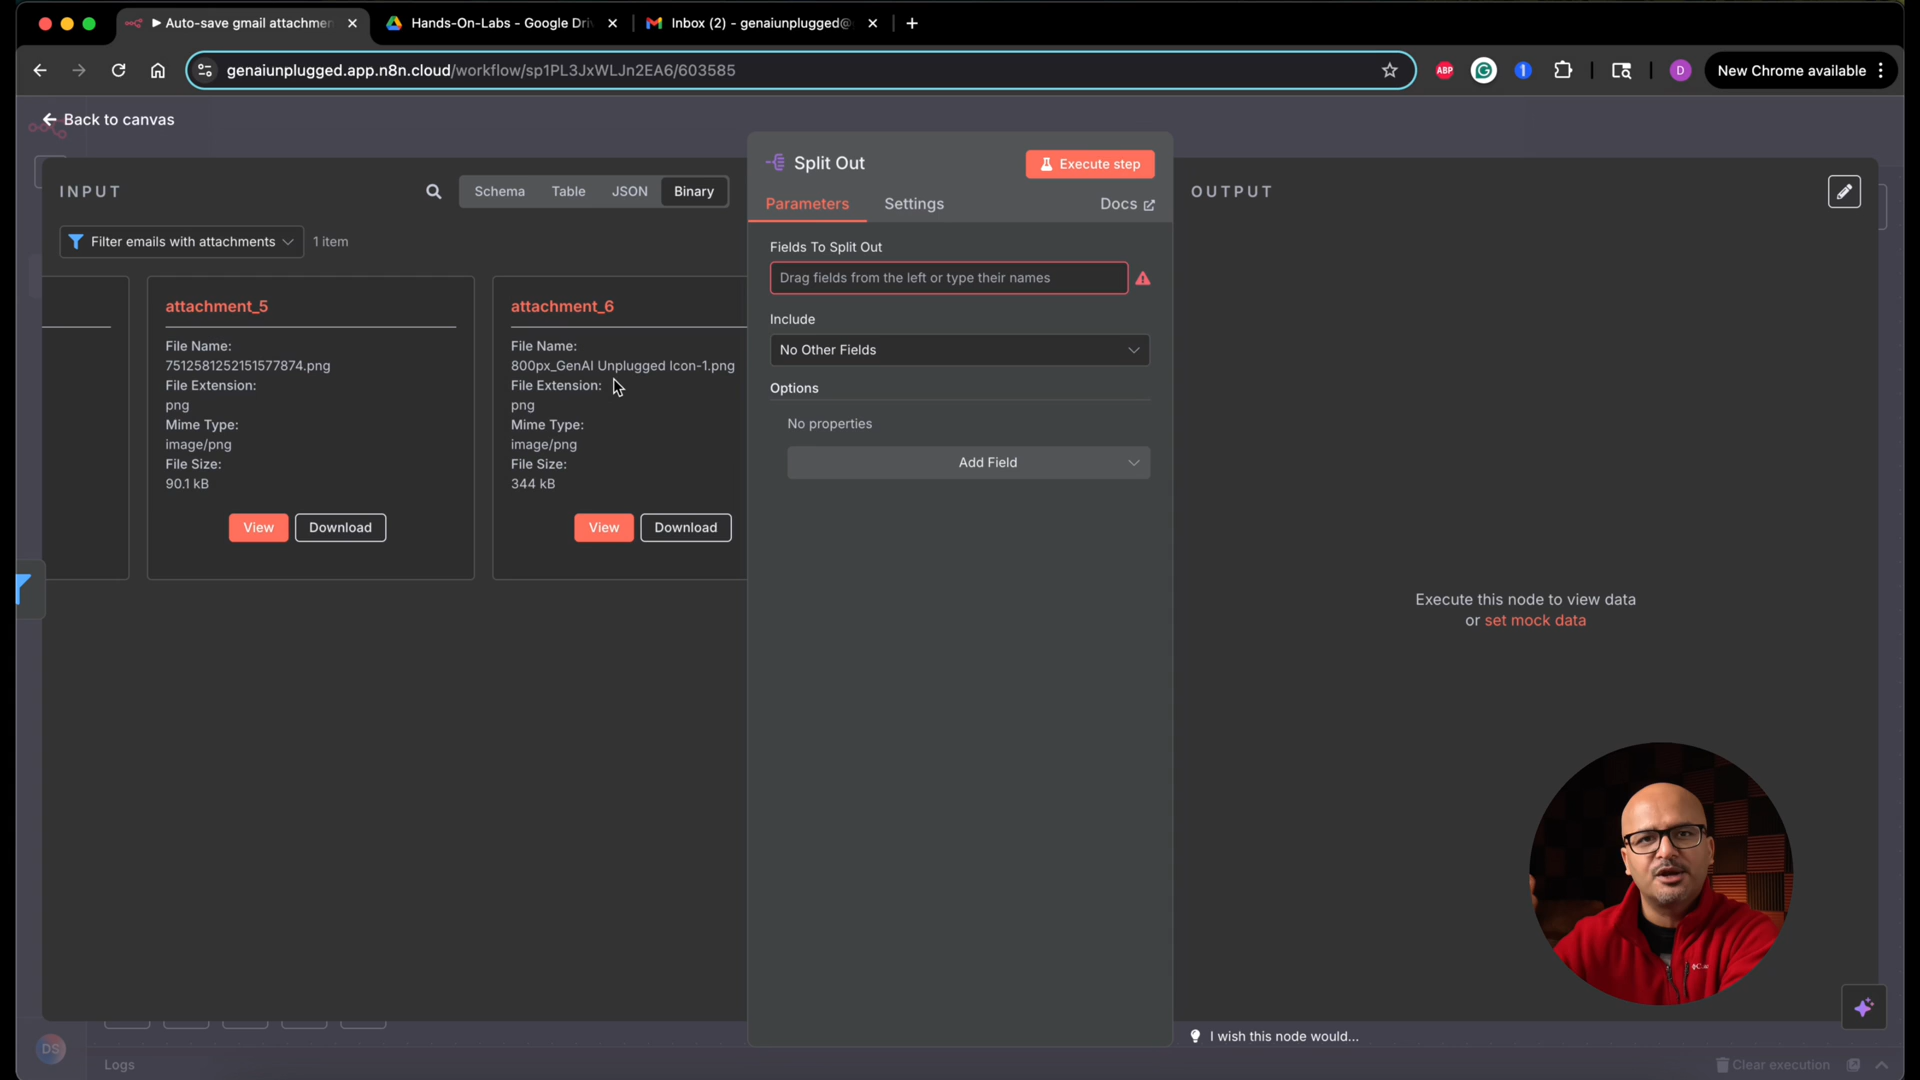 Auto-save gmail attachmen
Hands-On-Labs - Google Dri
Inbox (2) - genaiunplugged@
genaiunplugged.app.n8n.cloud/workflow/sp1PL3JxWLJn2EA6/603585
ABP
1
D
New Chrome available
Back to canvas
INPUT
Schema
Table
JSON
Binary
Filter emails with attachments
1 item
attachment_5
File Name:
7512581252151577874.png
File Extension:
png
Mime Type:
image/png
File Size:
90.1 kB
View
Download
attachment_6
File Name:
800px_GenAI Unplugged Icon-1.png
File Extension:
png
Mime Type:
image/png
File Size:
344 kB
View
Download
Split Out
Execute step
Parameters
Settings
Docs
Fields To Split Out
Drag fields from the left or type their names
Include
No Other Fields
Options
No properties
Add Field
OUTPUT
Execute this node to view data
or set mock data
I wish this node would...
DS
Logs
Clear execution